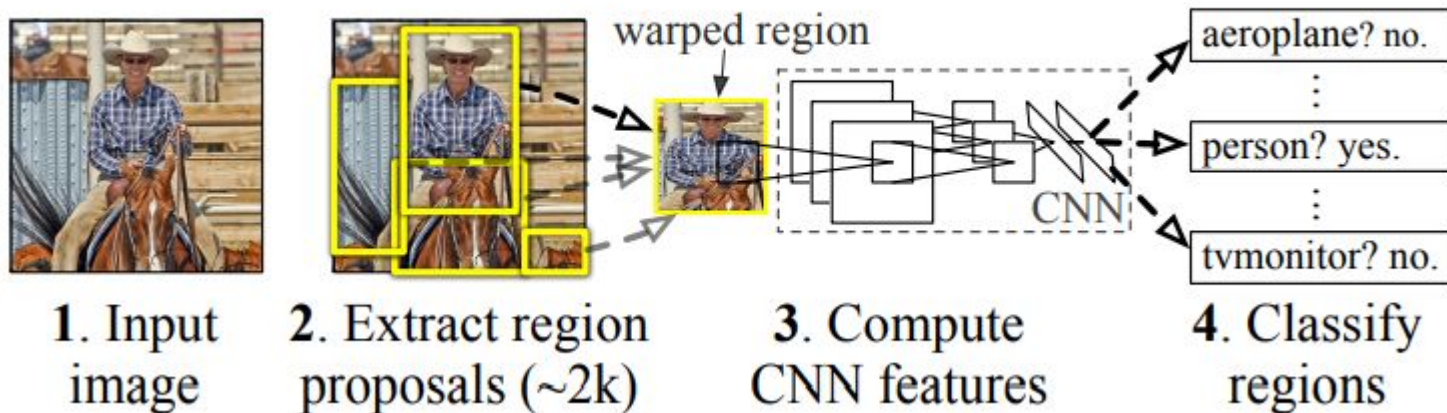 warped region
aeroplane? no.
person? yes.
CNN
tvmonitor? no.
1. Input
image
2. Extract region
proposals (~2k)
3. Compute
CNN features
4. Classify
regions